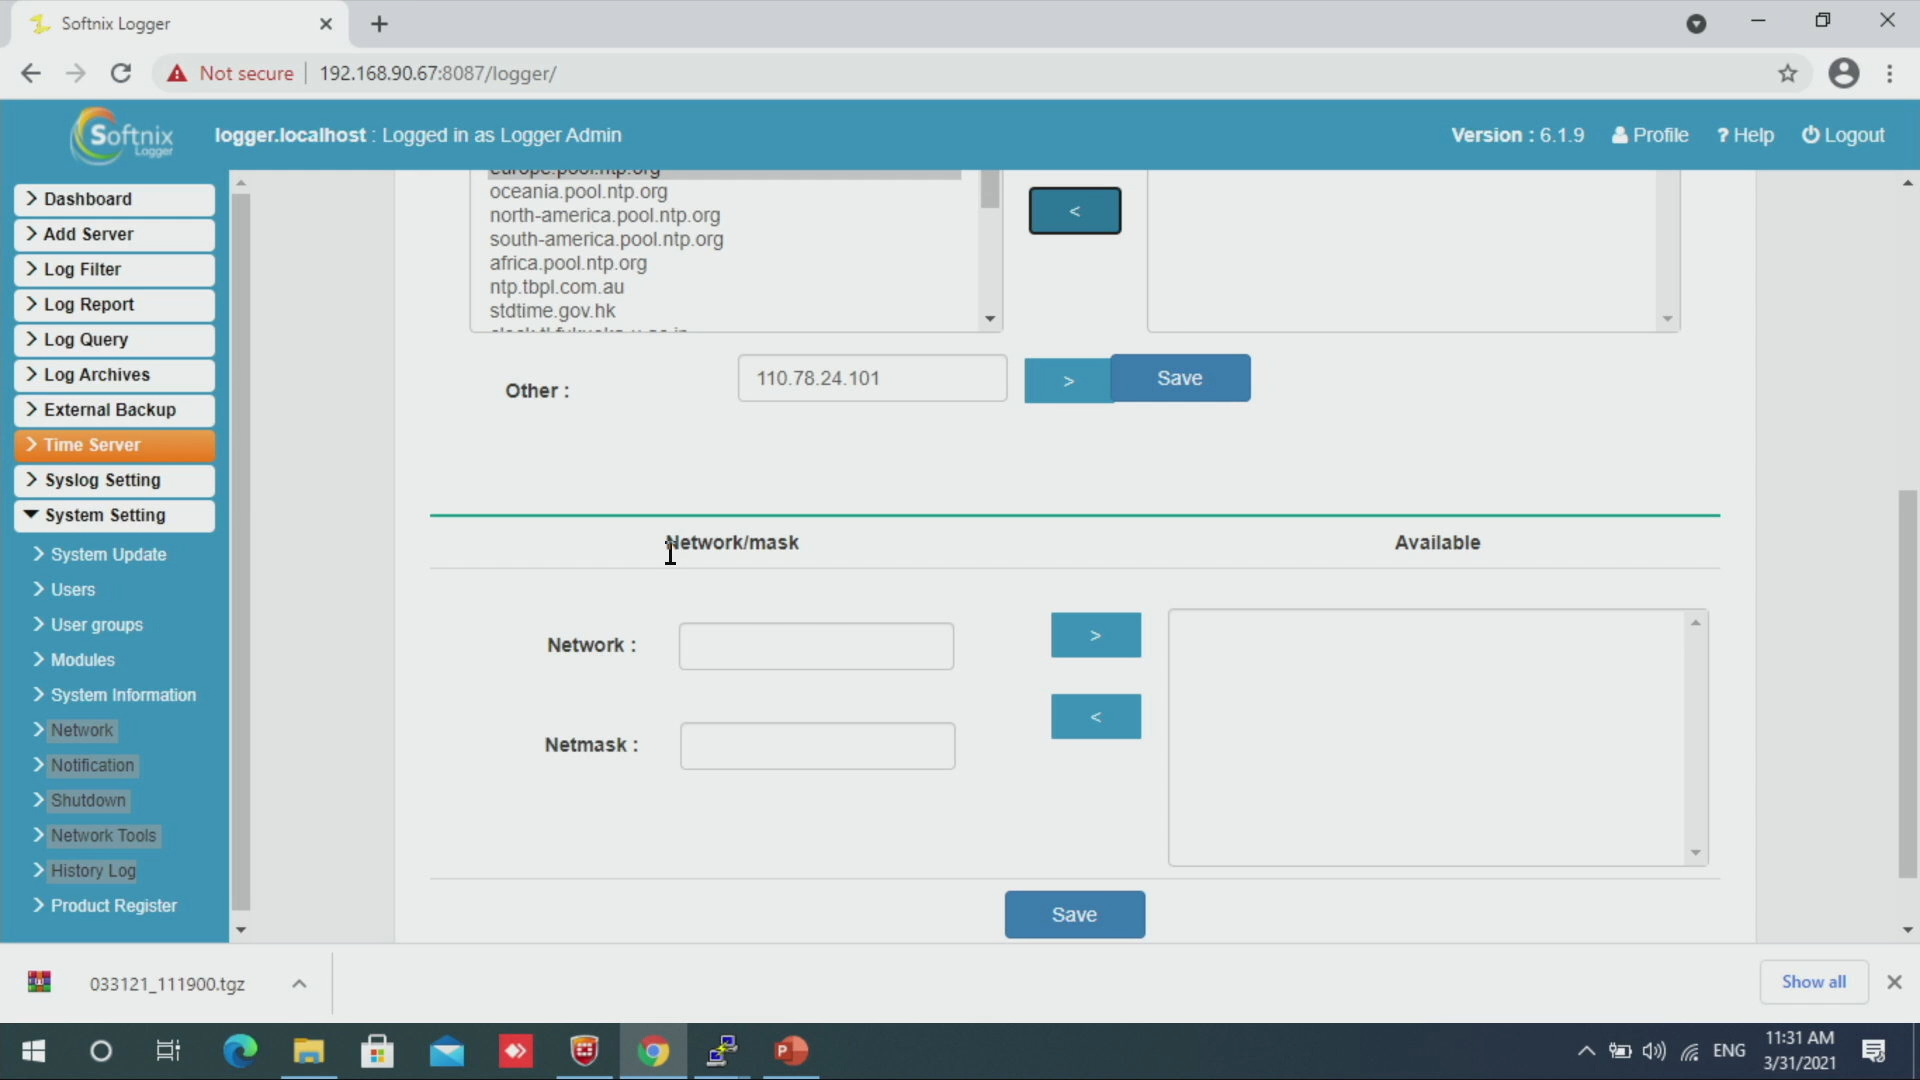 Softnix Logger
Not secure
192.168.90.67:8087/logger/
Softnix
Logger
logger.localhost : Logged in as Logger Admin
Version : 6.1.9
Profile
? Help
Logout
> Dashboard
> Add Server
> Log Filter
> Log Report
> Log Query
> Log Archives
> External Backup
> Time Server
> Syslog Setting
System Setting
> System Update
> Users
> User groups
> Modules
> System Information
> Network
> Notification
> Shutdown
> Network Tools
> History Log
> Product Register
europe.pool.ntp.org
oceania.pool.ntp.org
north-america.pool.ntp.org
south-america.pool.ntp.org
africa.pool.ntp.org
ntp.tbpl.com.au
stdtime.gov.hk
<
Other :
110.78.24.101
>
Save
Network/mask
Available
Network :
>
Netmask :
<
Save
033121_111900.tgz
Show all
ENG
11:31 AM
3/31/2021